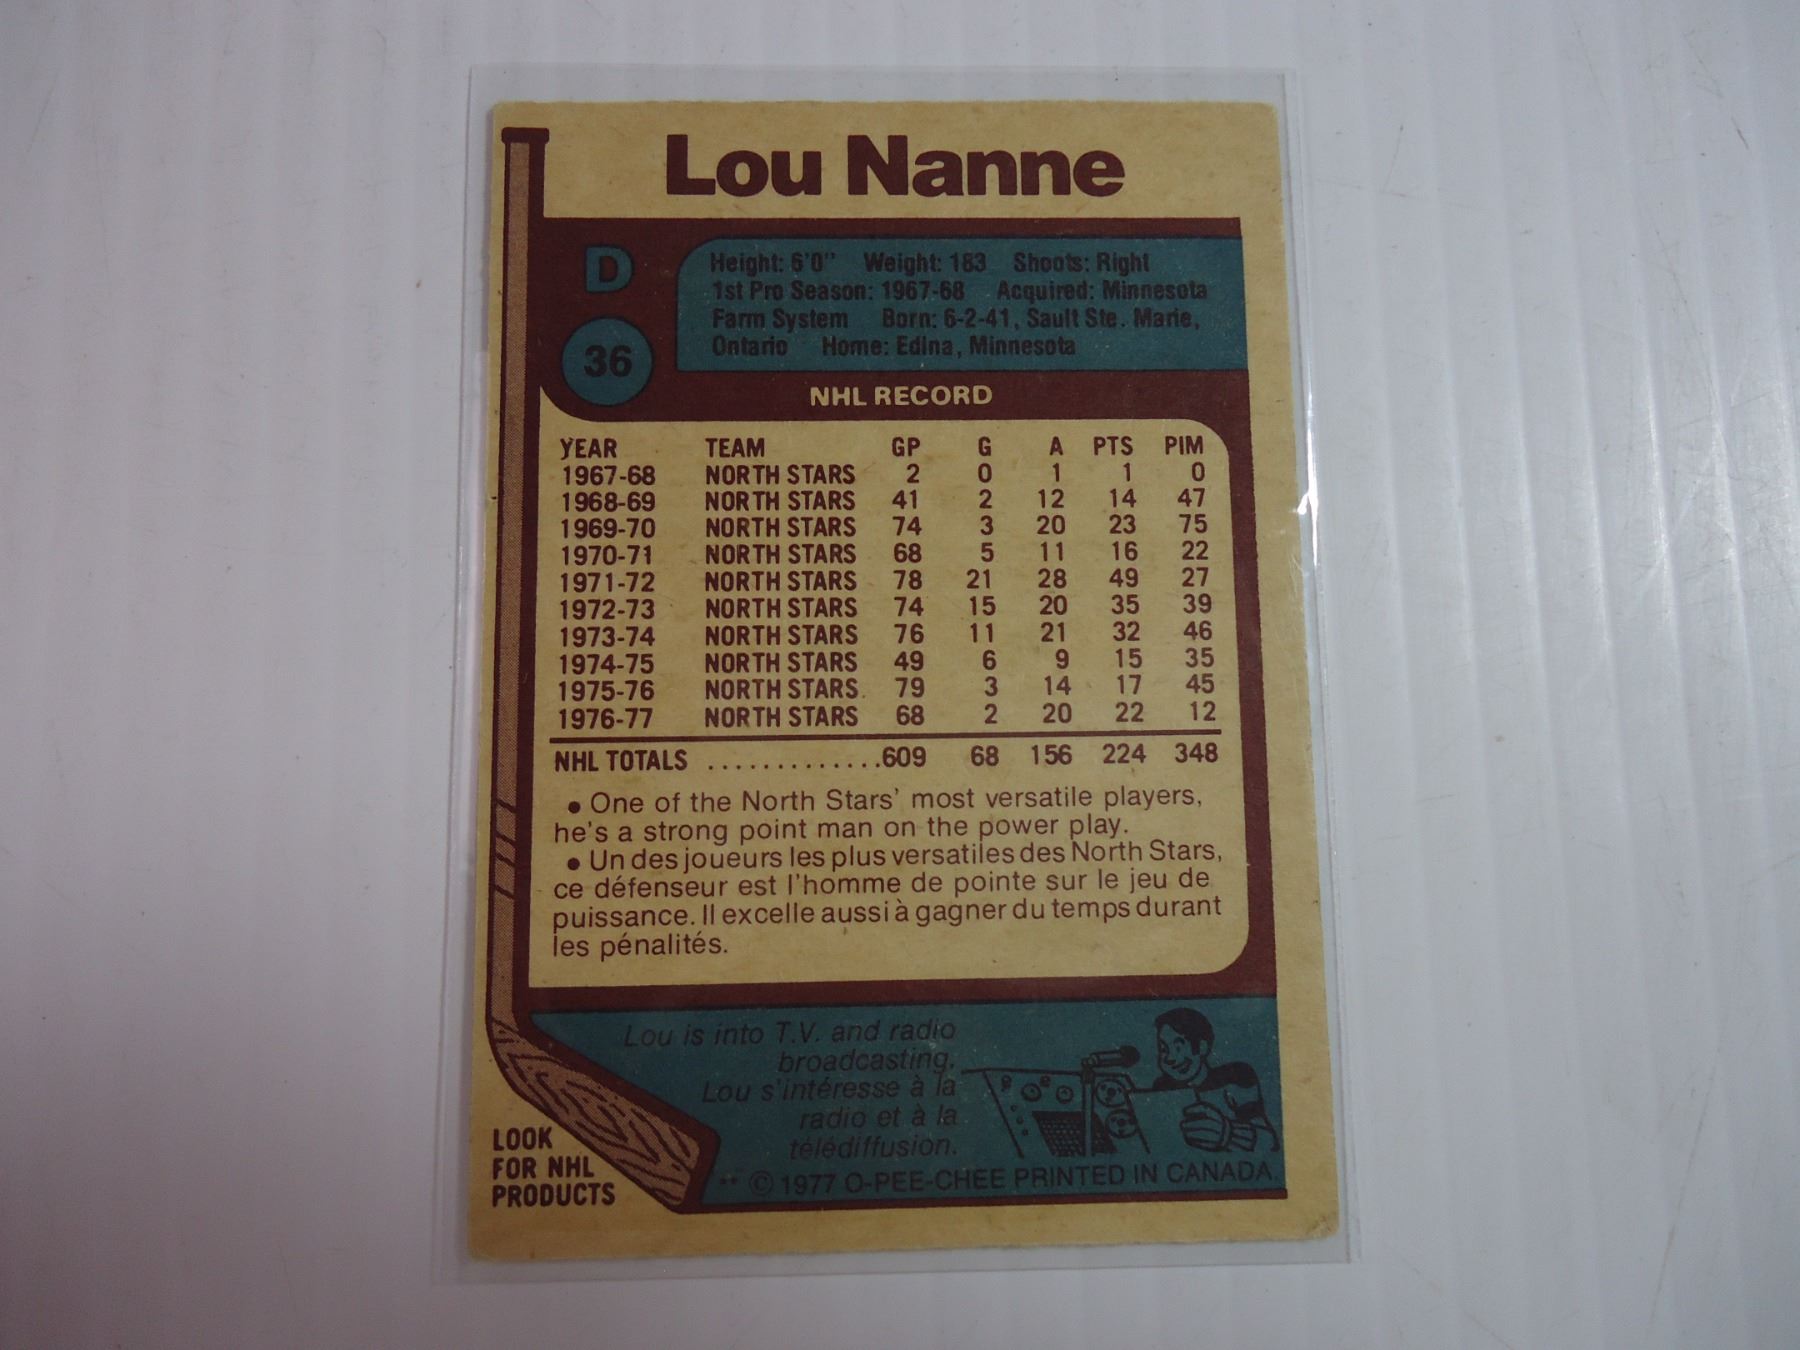 Lou Nanne
D
36
Height: 6'0" Weight: 183 Shoots: Right
1st Pro Season: 1967-68 Acquired: Minnesota
Farm System Born: 6-2-41, Sault Ste. Marie,
Ontario Home: Edina, Minnesota
NHL RECORD
YEAR TEAM GP G A PTS PIM
1967-68 NORTH STARS 2 0 1 1 0
1968-69 NORTH STARS 41 2 12 14 47
1969-70 NORTH STARS 74 3 20 23 75
1970-71 NORTH STARS 68 5 11 16 22
1971-72 NORTH STARS 78 21 28 49 27
1972-73 NORTH STARS 74 15 20 35 39
1973-74 NORTH STARS 76 11 21 32 46
1974-75 NORTH STARS 49 6 9 15 35
1975-76 NORTH STARS. 79 3 14 17 45
1976-77 NORTH STARS 68 2 20 22 12
NHL TOTALS .............609 68 156 224 348
• One of the North Stars' most versatile players,
he's a strong point man on the power play.
• Un des joueurs les plus versatiles des North Stars,
ce défenseur est l'homme de pointe sur le jeu de
puissance. Il excelle aussi à gagner du temps durant
les pénalités.
Lou is into T.V. and radio
broadcasting.
Lou s'intéresse à la
radio et à la
télédiffusion.
LOOK
FOR NHL
PRODUCTS
** © 1977 O-PEE-CHEE PRINTED IN CANADA.